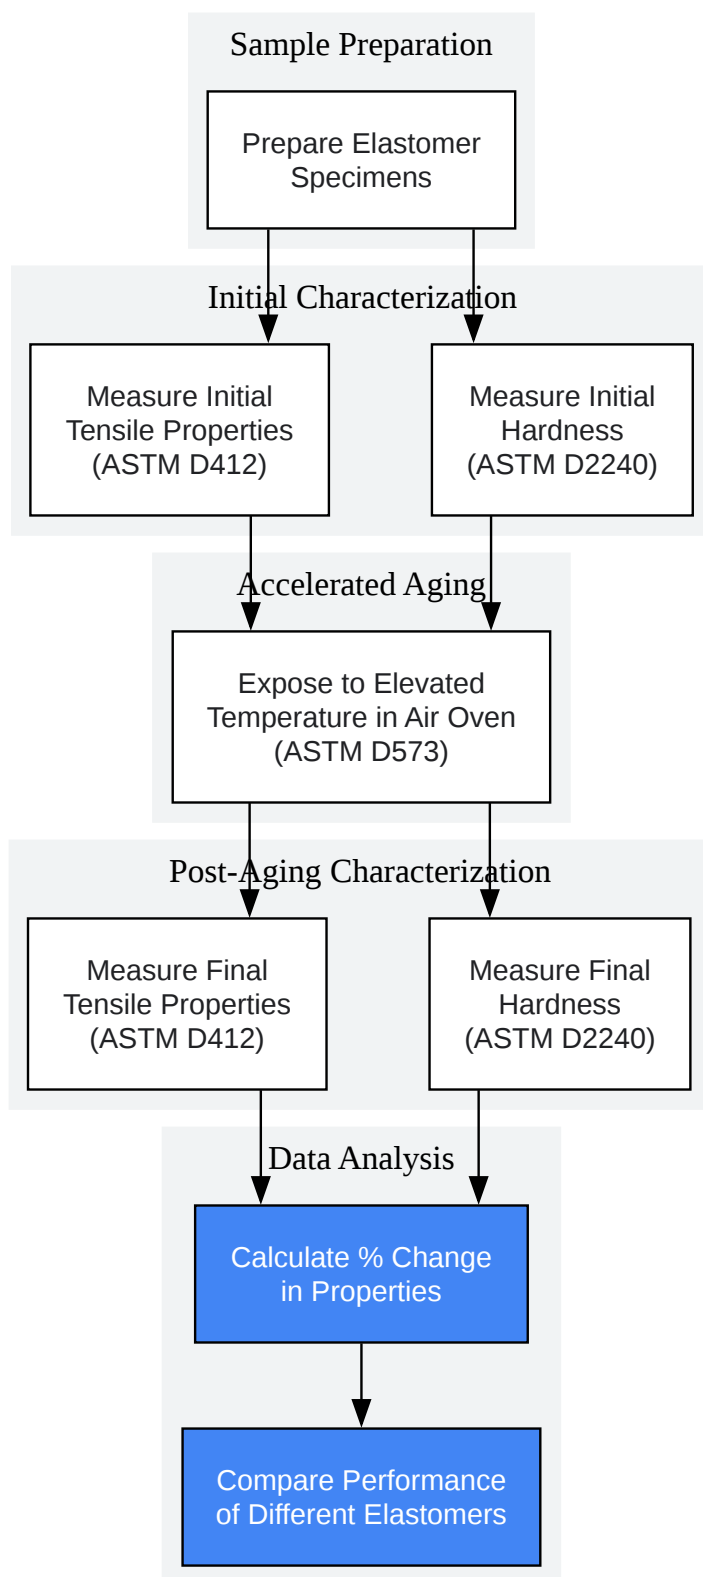 Sample Preparation
Prepare Elastomer
Specimens
Initial Characterization
Measure Initial
Tensile Properties
(ASTM D412)
Measure Initial
Hardness
(ASTM D2240)
Accelerated Aging
Expose to Elevated
Temperature in Air Oven
(ASTM D573)
Post-Aging Characterization
Measure Final
Tensile Properties
(ASTM D412)
Measure Final
Hardness
(ASTM D2240)
Data Analysis
Calculate % Change
in Properties
Compare Performance
of Different Elastomers